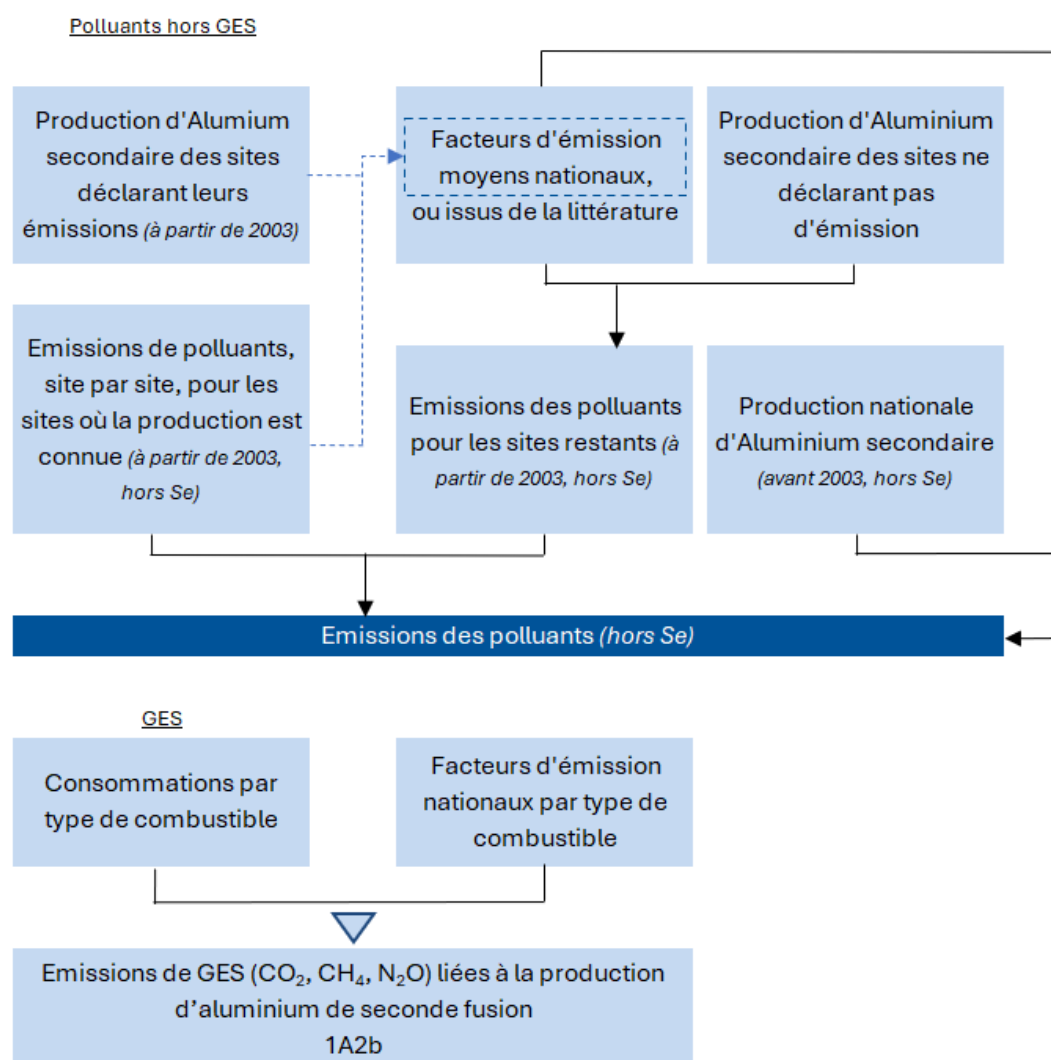 Polluants hors GES
Production d'Alumium
secondaire des sites
déclarant leurs
émissions (à partir de 2003)
Facteurs d'émission
moyens nationaux,
ou issus de la littérature
Production d'Aluminium
secondaire des sites ne
déclarant pas
d'émission
Emissions de polluants,
site par site, pour les
sites où la production est
connue (à partir de 2003,
hors Se)
Emissions des polluants
pour les sites restants (à
partir de 2003, hors Se)
Production nationale
d'Aluminium secondaire
(avant 2003, hors Se)
Emissions des polluants (hors Se)
GES
Consommations par
type de combustible
Facteurs d'émission
nationaux par type de
combustible
Emissions de GES (CO₂, CH₄, N₂O) liées à la production
d’aluminium de seconde fusion
1A2b